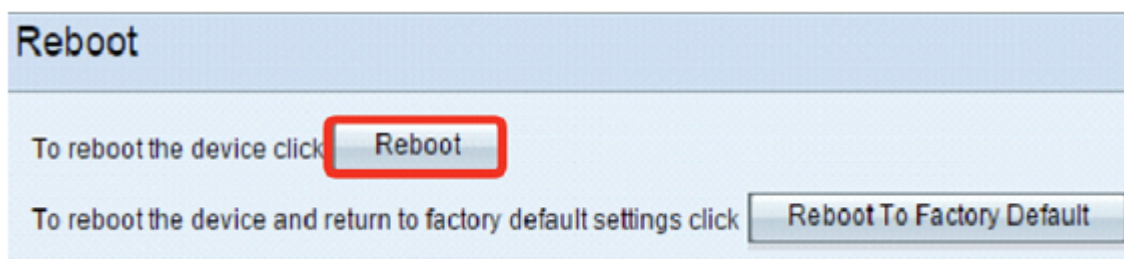 Reboot
To reboot the device click Reboot
To reboot the device and return to factory default settings click Reboot To Factory Default